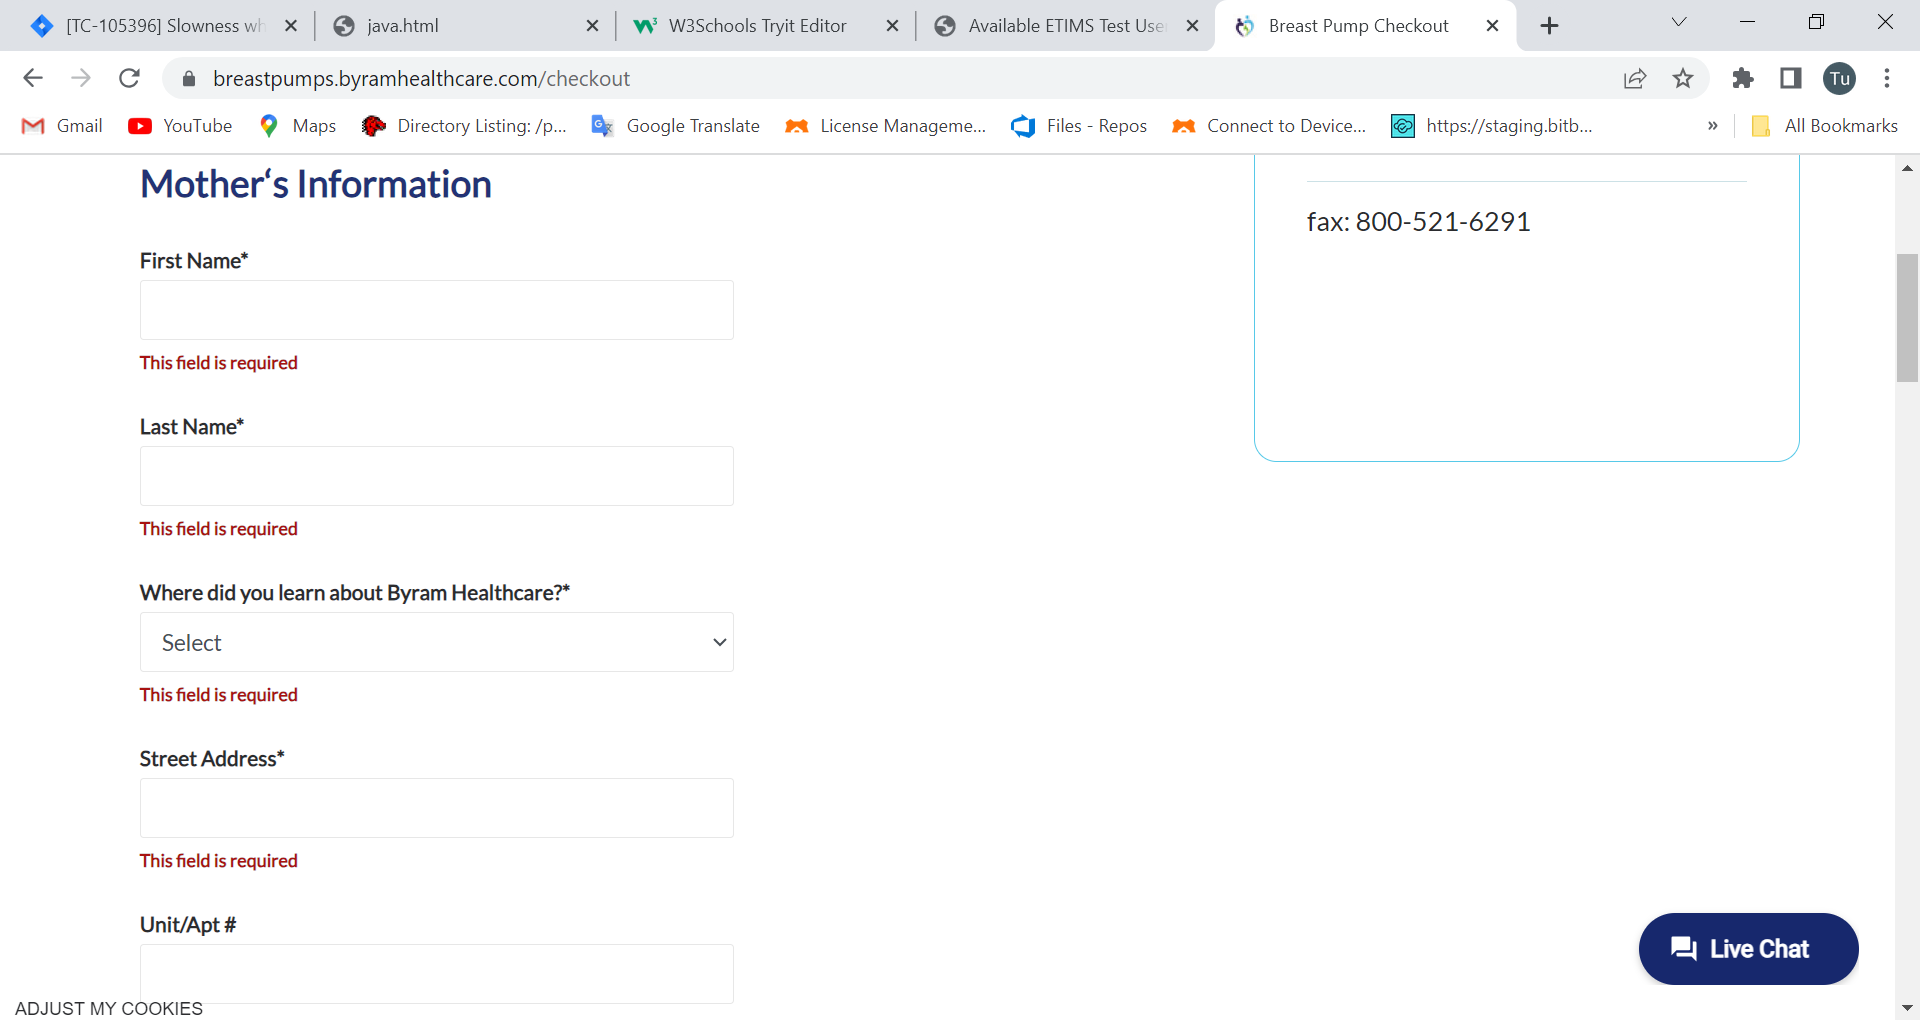 [TC-105396] Slowness wh
java.html
W3Schools Tryit Editor
Available ETIMS Test Use
Breast Pump Checkout
breastpumps.byramhealthcare.com/checkout
Tu
Gmail
YouTube
Maps
Directory Listing: /p...
Google Translate
License Manageme...
Files - Repos
Connect to Device...
https://staging.bitb...
»
All Bookmarks
Mother‘s Information
fax: 800-521-6291
First Name*
This field is required
Last Name*
This field is required
Where did you learn about Byram Healthcare?*
Select
This field is required
Street Address*
This field is required
Unit/Apt #
Live Chat
ADJUST MY COOKIES